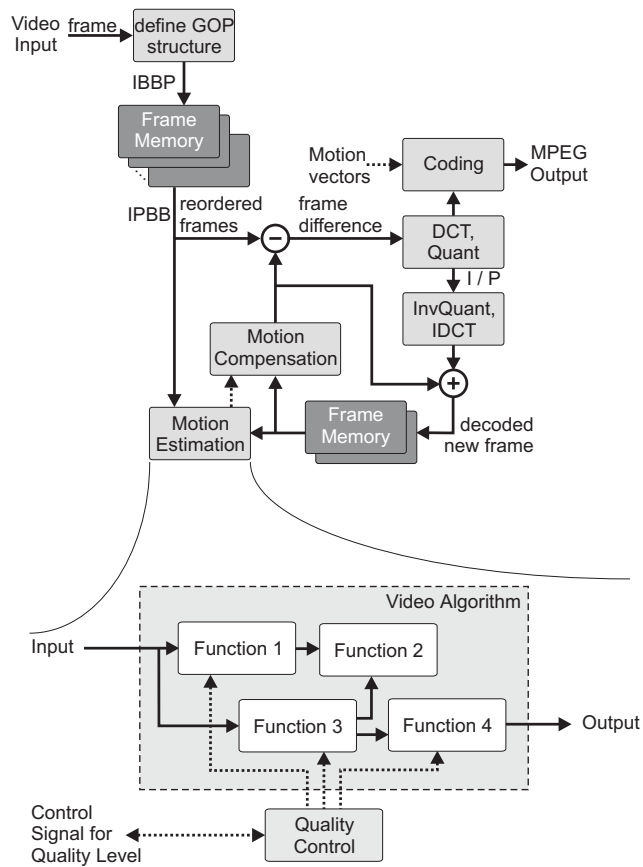 Video
Input
frame
define GOP
structure
IBBP
Frame
Memory
IPBB
reordered
frames
−
frame
difference
Motion
vectors
Coding
MPEG
Output
DCT,
Quant
I / P
InvQuant,
IDCT
Motion
Compensation
+
Motion
Estimation
Frame
Memory
decoded
new frame
Video Algorithm
Input
Function 1
Function 2
Function 3
Function 4
Output
Control
Signal for
Quality Level
Quality
Control